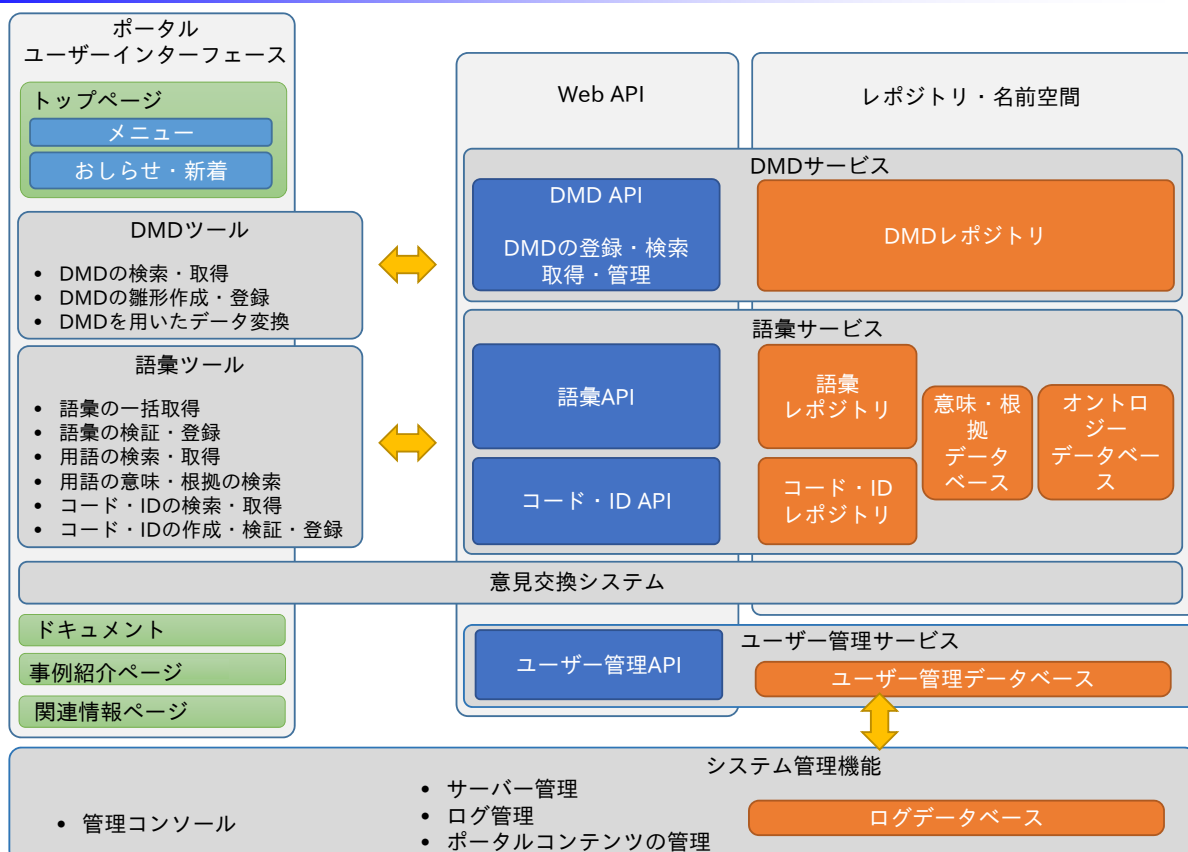 ポータル
ユーザーインターフェース
トップページ
メニュー
おしらせ・新着
DMDツール
• DMDの検索・取得
• DMDの雛形作成・登録
• DMDを用いたデータ変換
語彙ツール
• 語彙の一括取得
• 語彙の検証・登録
• 用語の検索・取得
• 用語の意味・根拠の検索
• コード・IDの検索・取得
• コード・IDの作成・検証・登録
Web API
レポジトリ・名前空間
DMDサービス
DMD API
DMDの登録・検索
取得・管理
DMDレポジトリ
語彙サービス
語彙API
語彙
レポジトリ
意味・根
拠
データ
ベース
オントロ
ジー
データベー
ス
コード・ID API
コード・ID
レポジトリ
意見交換システム
ドキュメント
事例紹介ページ
関連情報ページ
ユーザー管理サービス
ユーザー管理API
ユーザー管理データベース
システム管理機能
• 管理コンソール
• サーバー管理
• ログ管理
• ポータルコンテンツの管理
ログデータベース